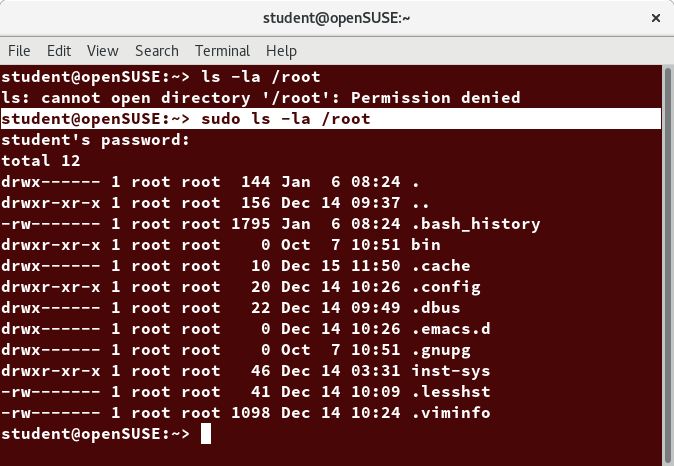 student@openSUSE:~
×
File Edit View Search Terminal Help
student@openSUSE:~> ls -la /root
ls: cannot open directory '/root': Permission denied
student@openSUSE:~> sudo ls -la /root
student's password:
total 12
drwx------ 1 root root  144 Jan  6 08:24 .
drwxr-xr-x 1 root root  156 Dec 14 09:37 ..
-rw------- 1 root root 1795 Jan  6 08:24 .bash_history
drwxr-xr-x 1 root root    0 Oct  7 10:51 bin
drwx------ 1 root root   10 Dec 15 11:50 .cache
drwxr-xr-x 1 root root   20 Dec 14 10:26 .config
drwx------ 1 root root   22 Dec 14 09:49 .dbus
drwx------ 1 root root    0 Dec 14 10:26 .emacs.d
drwx------ 1 root root    0 Oct  7 10:51 .gnupg
drwxr-xr-x 1 root root   46 Dec 14 03:31 inst-sys
-rw------- 1 root root   41 Dec 14 10:09 .lesshst
-rw------- 1 root root 1098 Dec 14 10:24 .viminfo
student@openSUSE:~>